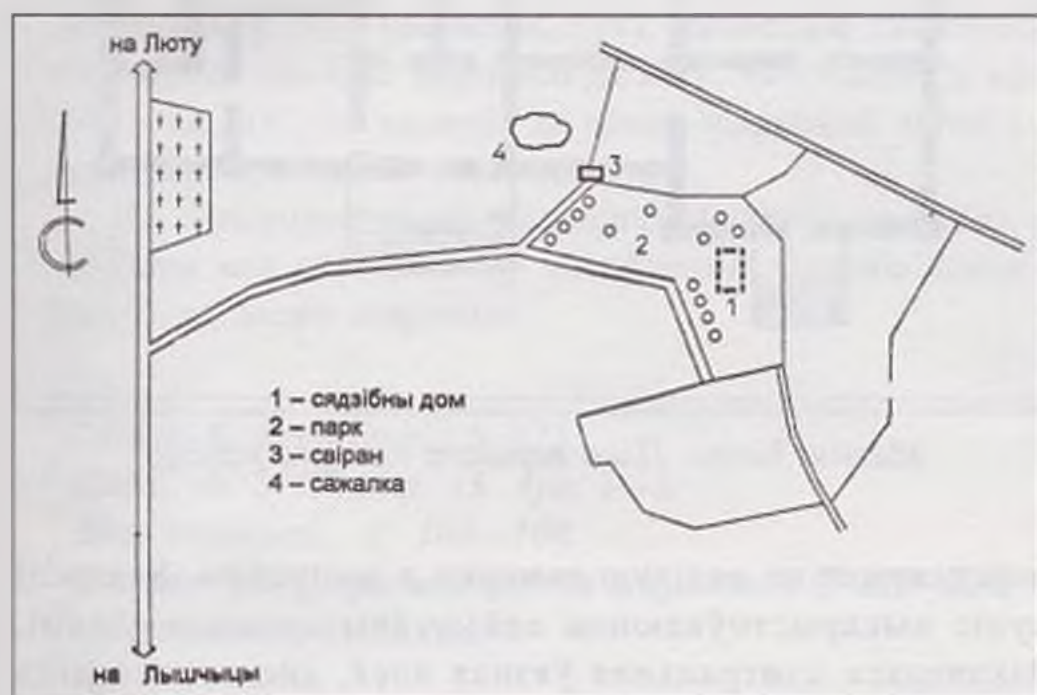 на Люту
4
3
2
1
1 – сядзібны дом
2 – парк
3 – свіран
4 – сажалка
на Лышчыцы